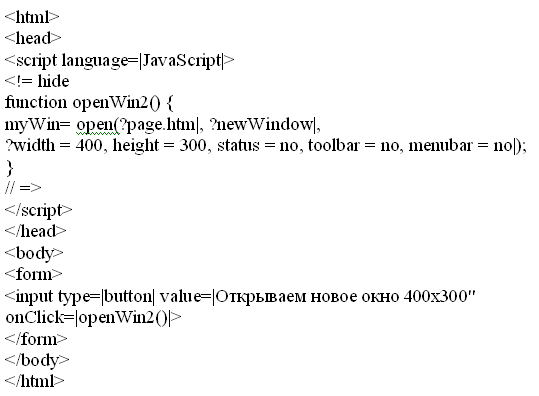 <html>
<head>
<script language=|JavaScript|>
<!= hide
function openWin2() {
myWin= open(?page.htm|, ?newWindow|,
?width = 400, height = 300, status = no, toolbar = no, menubar = no|);
}
// =>
</script>
</head>
<body>
<form>
<input type=|button| value=|Открываем новое окно 400x300"
onClick=|openWin2()|>
</form>
</body>
</html>